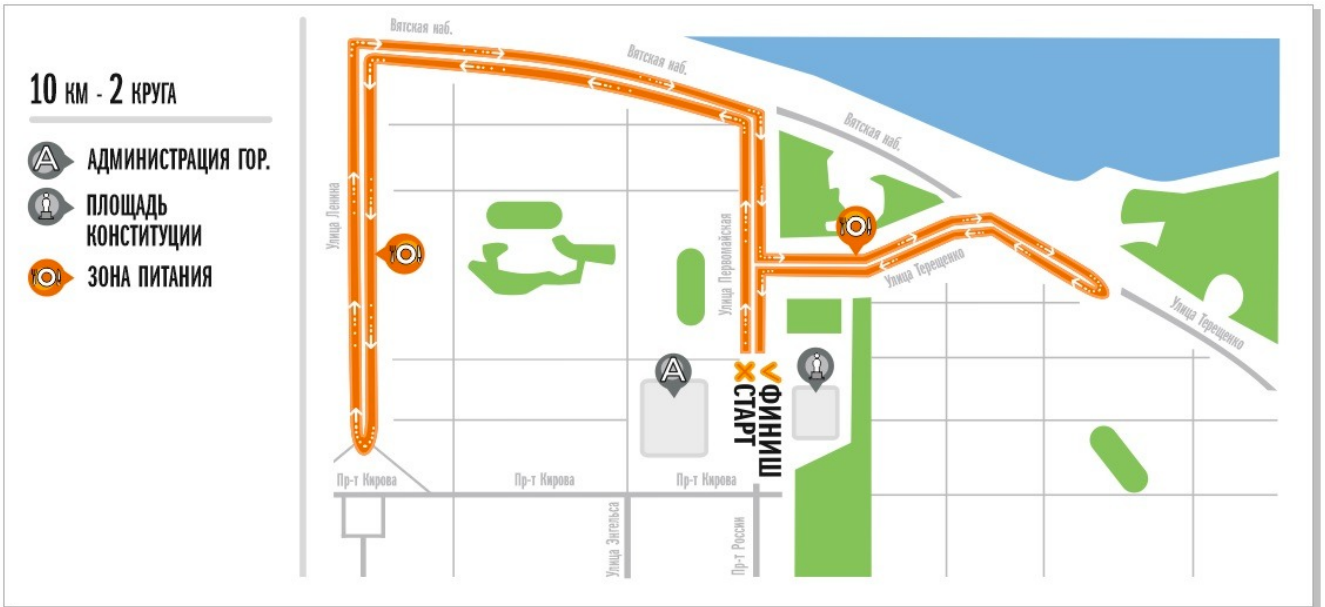 10 КМ - 2 КРУГА
А
АДМИНИСТРАЦИЯ ГОР.
ПЛОЩАДЬ
КОНСТИТУЦИИ
ЗОНА ПИТАНИЯ
Вятская наб.
Вятская наб.
Вятская наб.
Улица Ленина
Улица Первомайская
Улица Терещенко
Улица Терещенко
А
ФИНИШ
СТАРТ
Пр-т Кирова
Пр-т Кирова
Пр-т Кирова
Улица Энгельса
Пр-т России